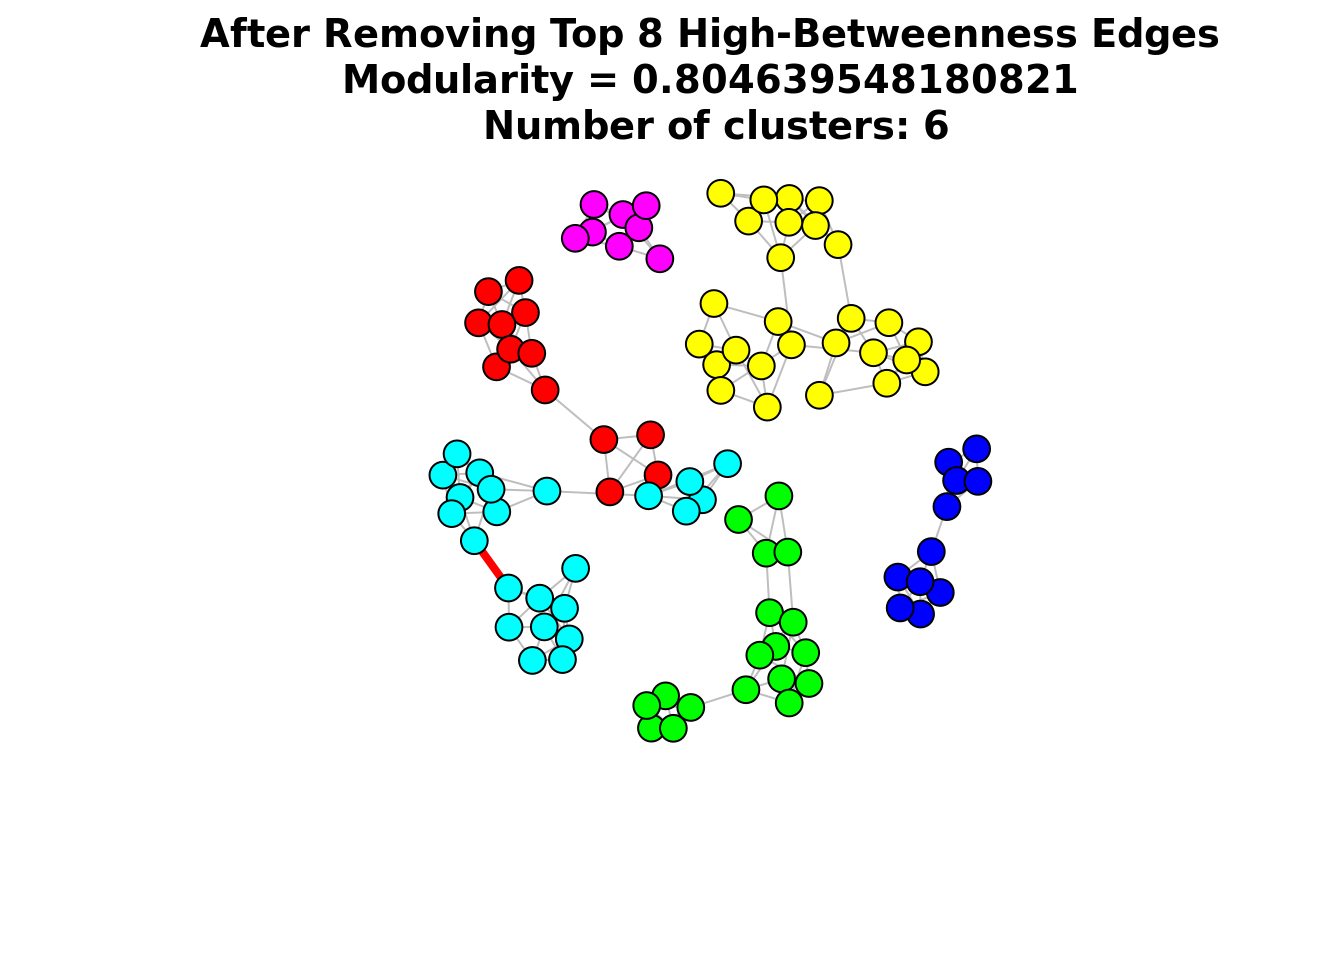 After Removing Top 8 High-Betweenness Edges
Modularity = 0.804639548180821
Number of clusters: 6